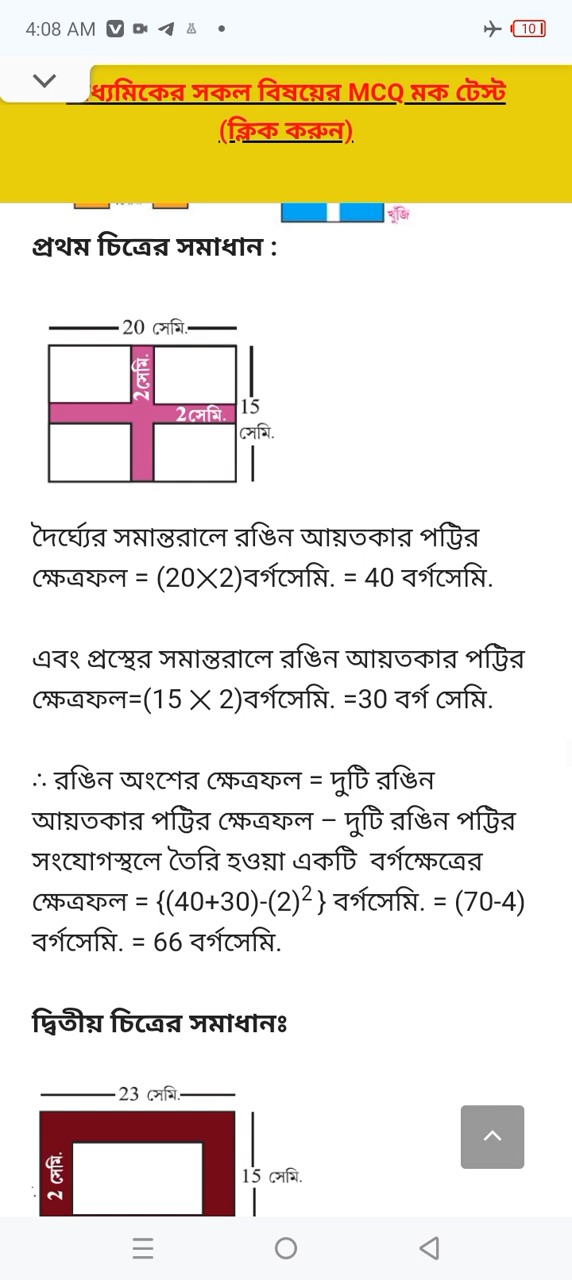 4:08 AM
10
ধ্যমিকের সকল বিষয়ের MCQ মক টেস্ট
(ক্লিক করুন)
খুঁজি
প্রথম চিত্রের সমাধান :
20 সেমি.
2সেমি.
2সেমি.
15
সেমি.
দৈর্ঘ্যের সমান্তরালে রঙিন আয়তকার পট্টির
ক্ষেত্রফল = (20×2)বর্গসেমি. = 40 বর্গসেমি.
এবং প্রস্থের সমান্তরালে রঙিন আয়তকার পট্টির
ক্ষেত্রফল=(15 × 2)বর্গসেমি. =30 বর্গ সেমি.
∴ রঙিন অংশের ক্ষেত্রফল = দুটি রঙিন
আয়তকার পট্টির ক্ষেত্রফল – দুটি রঙিন পট্টির
সংযোগস্থলে তৈরি হওয়া একটি বর্গক্ষেত্রের
ক্ষেত্রফল = {(40+30)-(2)²} বর্গসেমি. = (70-4)
বর্গসেমি. = 66 বর্গসেমি.
দ্বিতীয় চিত্রের সমাধানঃ
23 সেমি.
2 সেমি.
15 সেমি.